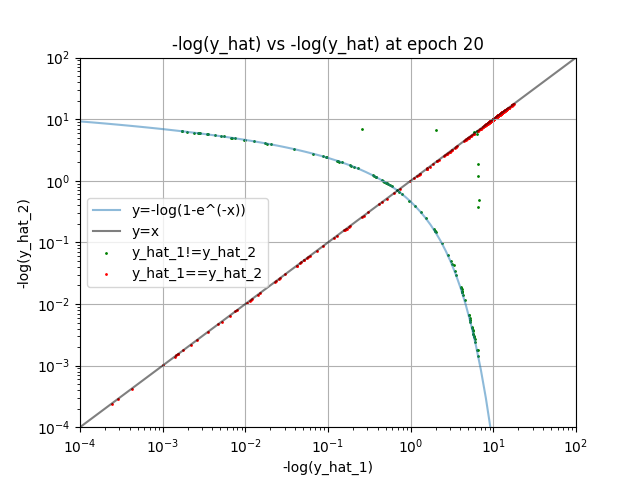 -log(y_hat) vs -log(y_hat) at epoch 20
10^2
10^1
10^0
10^-1
10^-2
10^-3
10^-4
-log(y_hat_2)
y=-log(1-e^(-x))
y=x
y_hat_1!=y_hat_2
y_hat_1==y_hat_2
10^-4 10^-3 10^-2 10^-1 10^0 10^1 10^2
-log(y_hat_1)